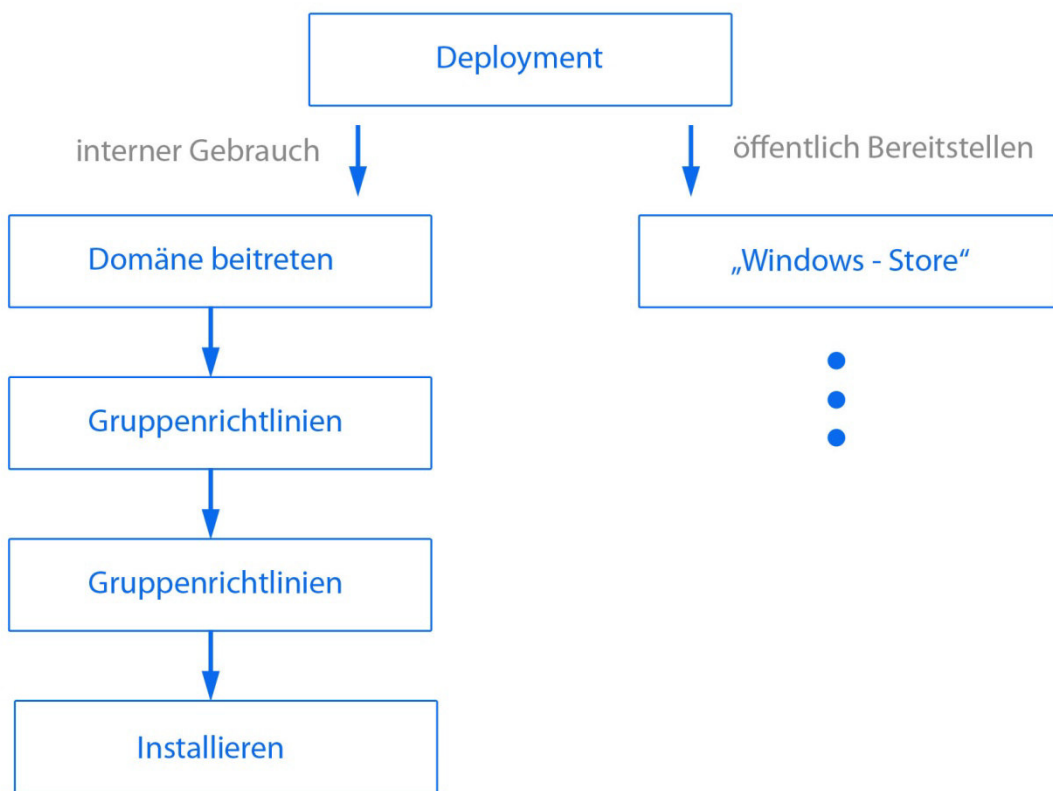 Deployment
interner Gebrauch
öffentlich Bereitstellen
Domäne beitreten
„Windows - Store“
Gruppenrichtlinien
Gruppenrichtlinien
Installieren